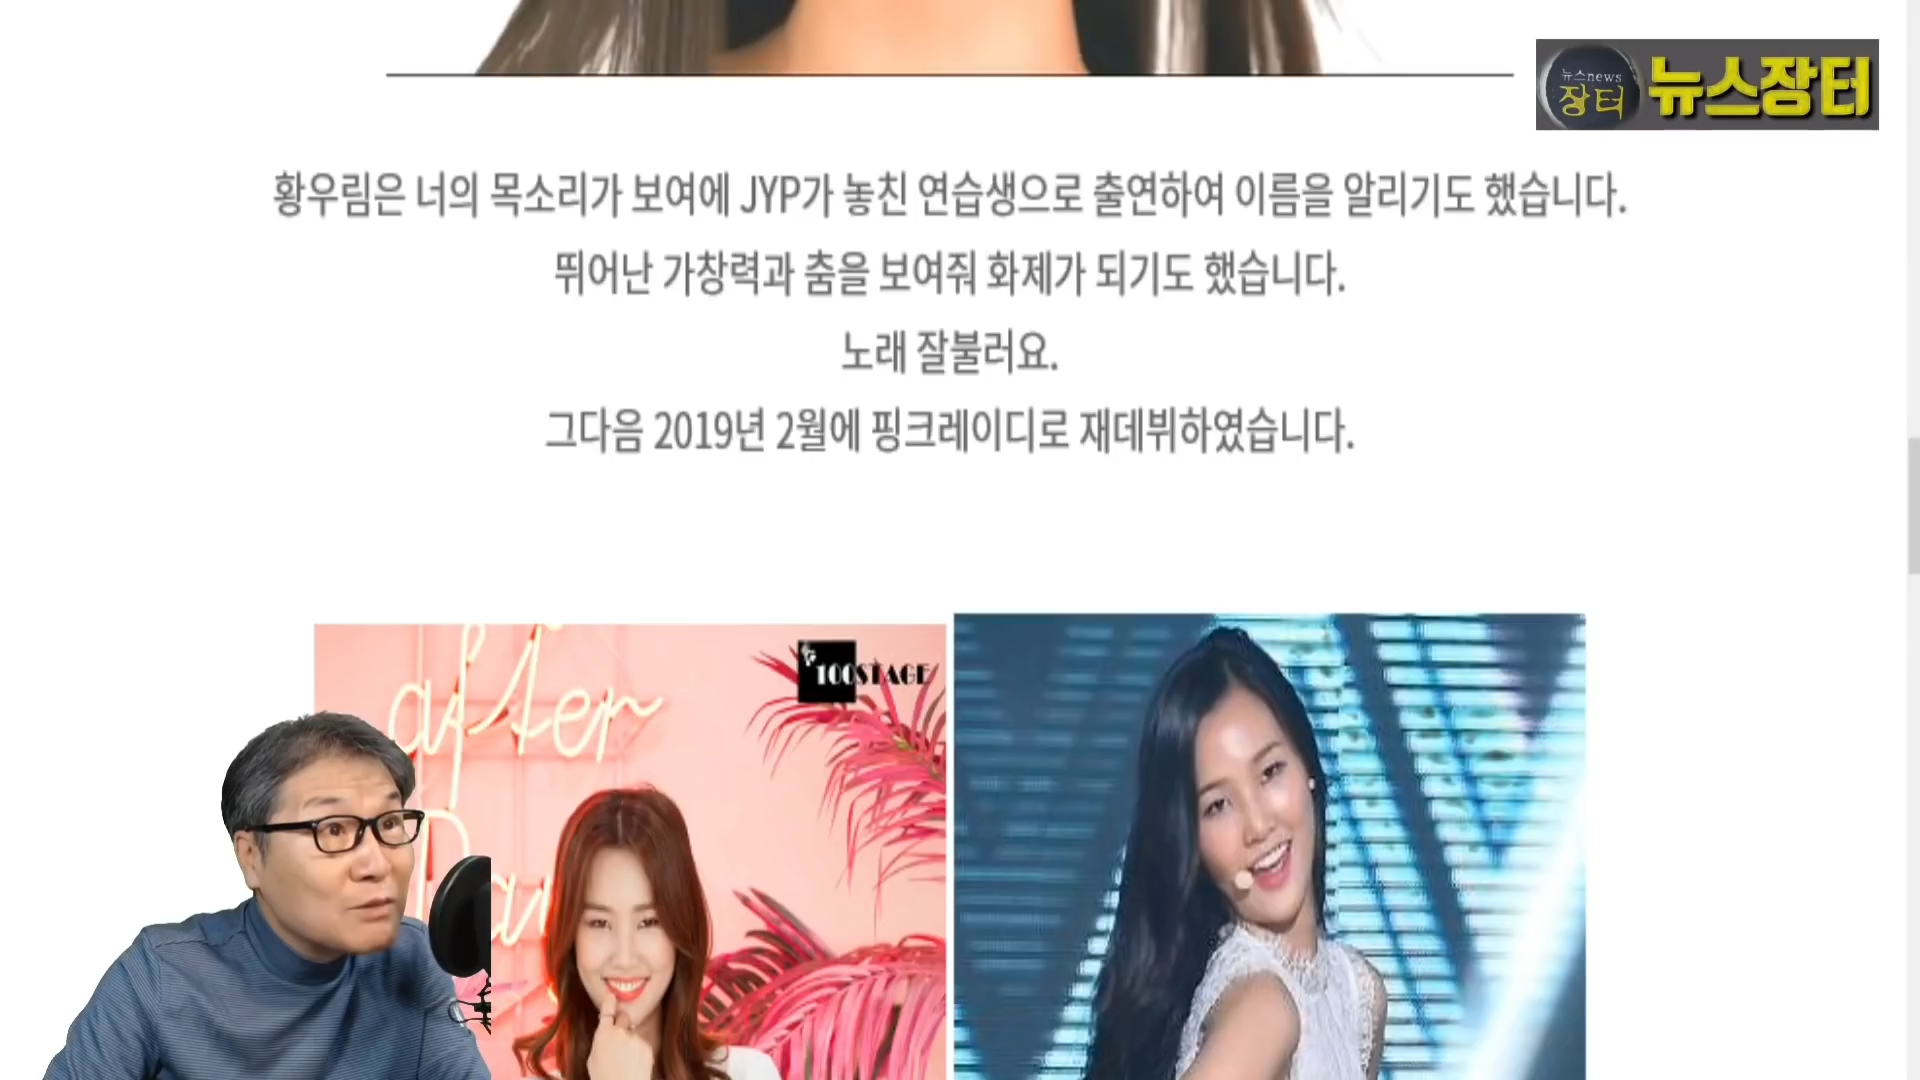 뉴스news
장터
뉴스장터
황우림은 너의 목소리가 보여에 JYP가 놓친 연습생으로 출연하여 이름을 알리기도 했습니다.
뛰어난 가창력과 춤을 보여줘 화제가 되기도 했습니다.
노래 잘불러요.
그다음 2019년 2월에 핑크레이디로 재데뷔하였습니다.
100STAGE
after